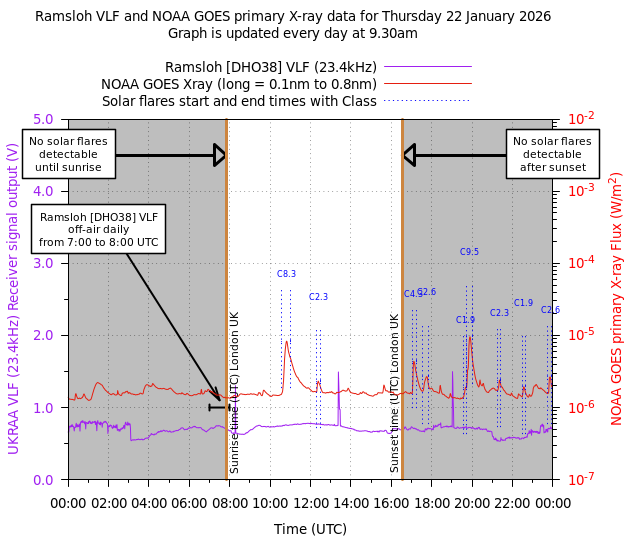 Ramsloh VLF and NOAA GOES primary X-ray data for Thursday 22 January 2026
Graph is updated every day at 9.30am
Ramsloh [DHO38] VLF (23.4kHz)
NOAA GOES Xray (long = 0.1nm to 0.8nm)
Solar flares start and end times with Class
5.0
4.0
3.0
2.0
1.0
0.0
10-2
10-3
10-4
10-5
10-6
10-7
No solar flares
detectable
until sunrise
No solar flares
detectable
after sunset
Ramsloh [DHO38] VLF
off-air daily
from 7:00 to 8:00 UTC
C8.3
C2.3
C4.3
C2.6
C1.9
C9.5
C2.3
C1.9
C2.6
Sunrise time (UTC) London UK
Sunset time (UTC) London UK
UKRAA VLF (23.4kHz) Receiver signal output (V)
NOAA GOES primary X-ray Flux (W/m2)
00:00 02:00 04:00 06:00 08:00 10:00 12:00 14:00 16:00 18:00 20:00 22:00 00:00
Time (UTC)